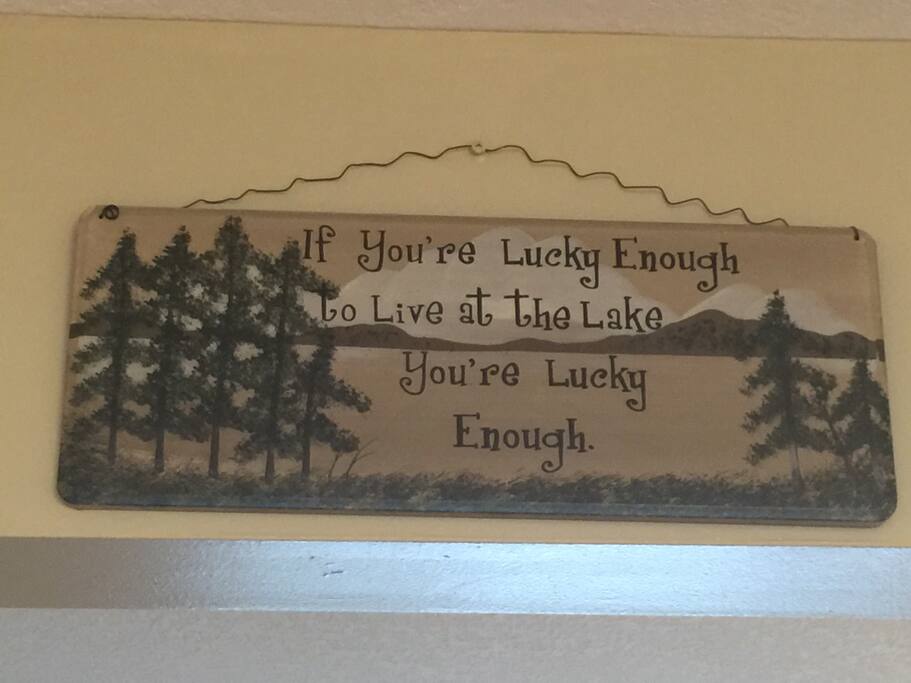 If You're Lucky Enough
to Live at the Lake
You're Lucky
Enough.